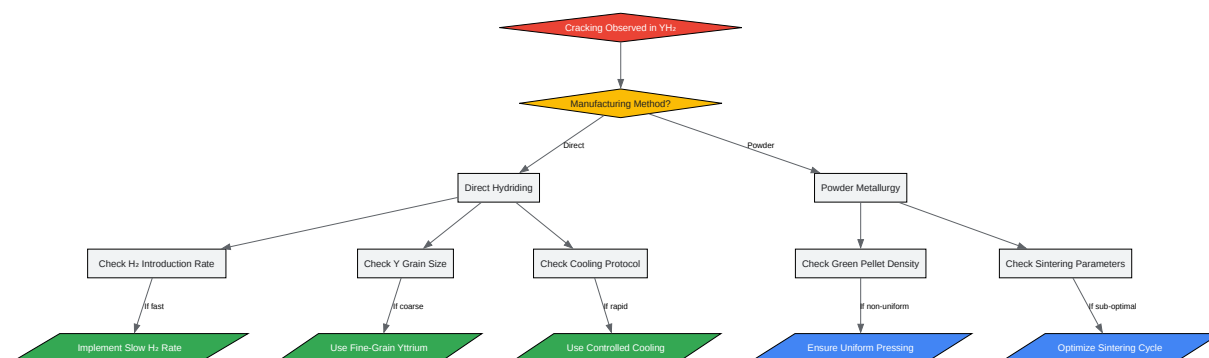 Cracking Observed in YH₂
Manufacturing Method?
Direct
Powder
Direct Hydriding
Powder Metallurgy
Check H₂ Introduction Rate
Check Y Grain Size
Check Cooling Protocol
Check Green Pellet Density
Check Sintering Parameters
If fast
If coarse
If rapid
If non-uniform
If sub-optimal
Implement Slow H₂ Rate
Use Fine-Grain Yttrium
Use Controlled Cooling
Ensure Uniform Pressing
Optimize Sintering Cycle